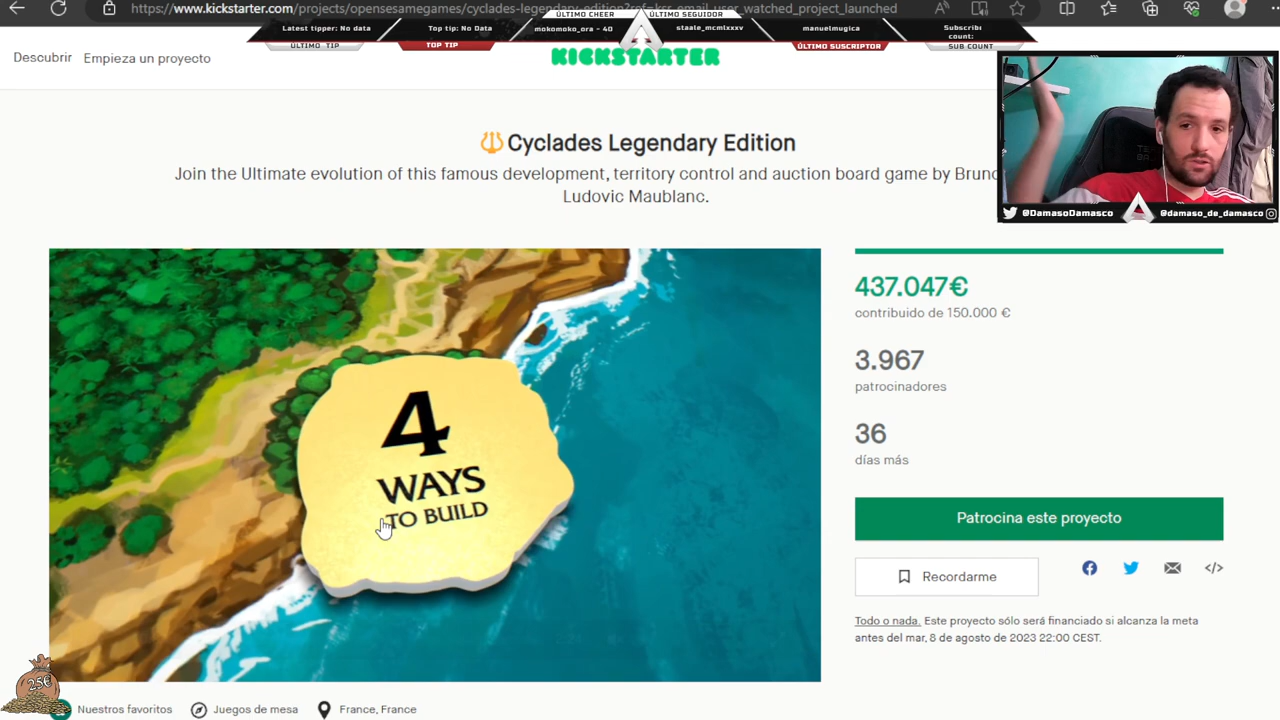 https://www.kickstarter.com/projects/opensesamegames/cyclades-legendary-edition?ref=ksr_email_user_watched_project_launched
ÚLTIMO CHEER
ÚLTIMO SEGUIDOR
Latest tipper: No data
Top tip: No Data
mokomoko_ora - 40
staale_mcmlxxxv
manuelmugica
Subscribi
count:
ÚLTIMO TIP
TOP TIP
ÚLTIMO SUSCRIPTOR
SUB COUNT
Descubrir
Empieza un proyecto
KICKSTARTER
Cyclades Legendary Edition
Join the Ultimate evolution of this famous development, territory control and auction board game by Bruno
Ludovic Maublanc.
@DamasoDamasco
@damaso_de_damasco
4
WAYS
TO BUILD
437.047€
contribuido de 150.000 €
3.967
patrocinadores
36
días más
Patrocina este proyecto
Recordarme
Todo o nada. Este proyecto sólo será financiado si alcanza la meta
antes del mar, 8 de agosto de 2023 22:00 CEST.
25€
Nuestros favoritos
Juegos de mesa
France, France